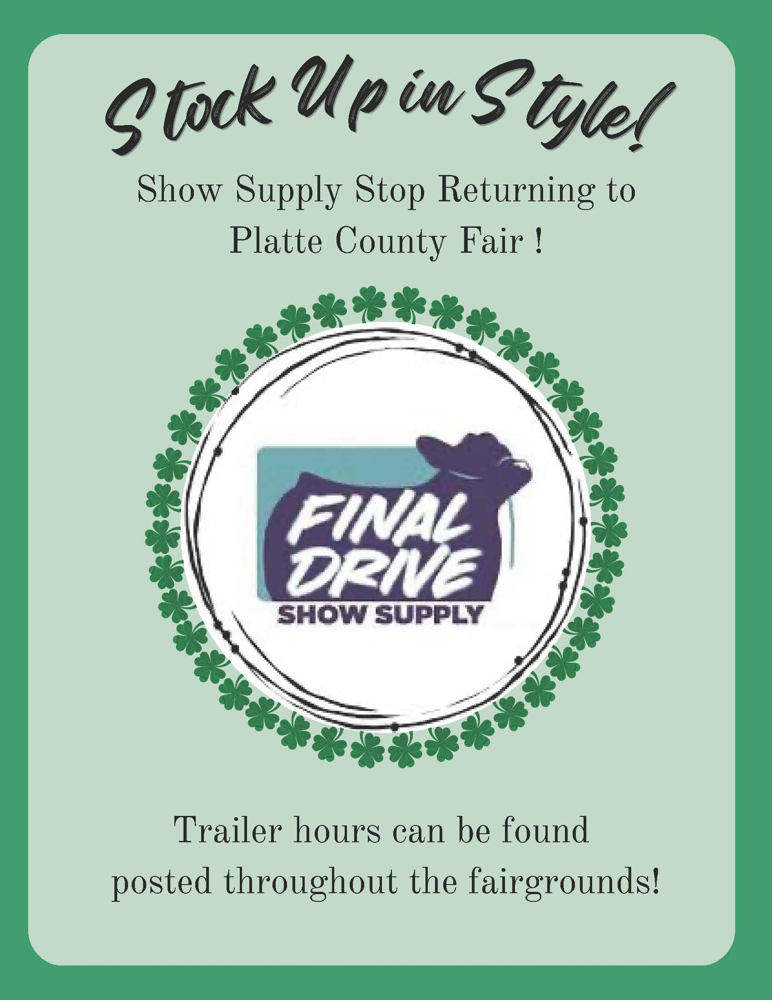 Stock Up in Style!
Show Supply Stop Returning to
Platte County Fair !
FINAL
DRIVE
SHOW SUPPLY
Trailer hours can be found
posted throughout the fairgrounds!